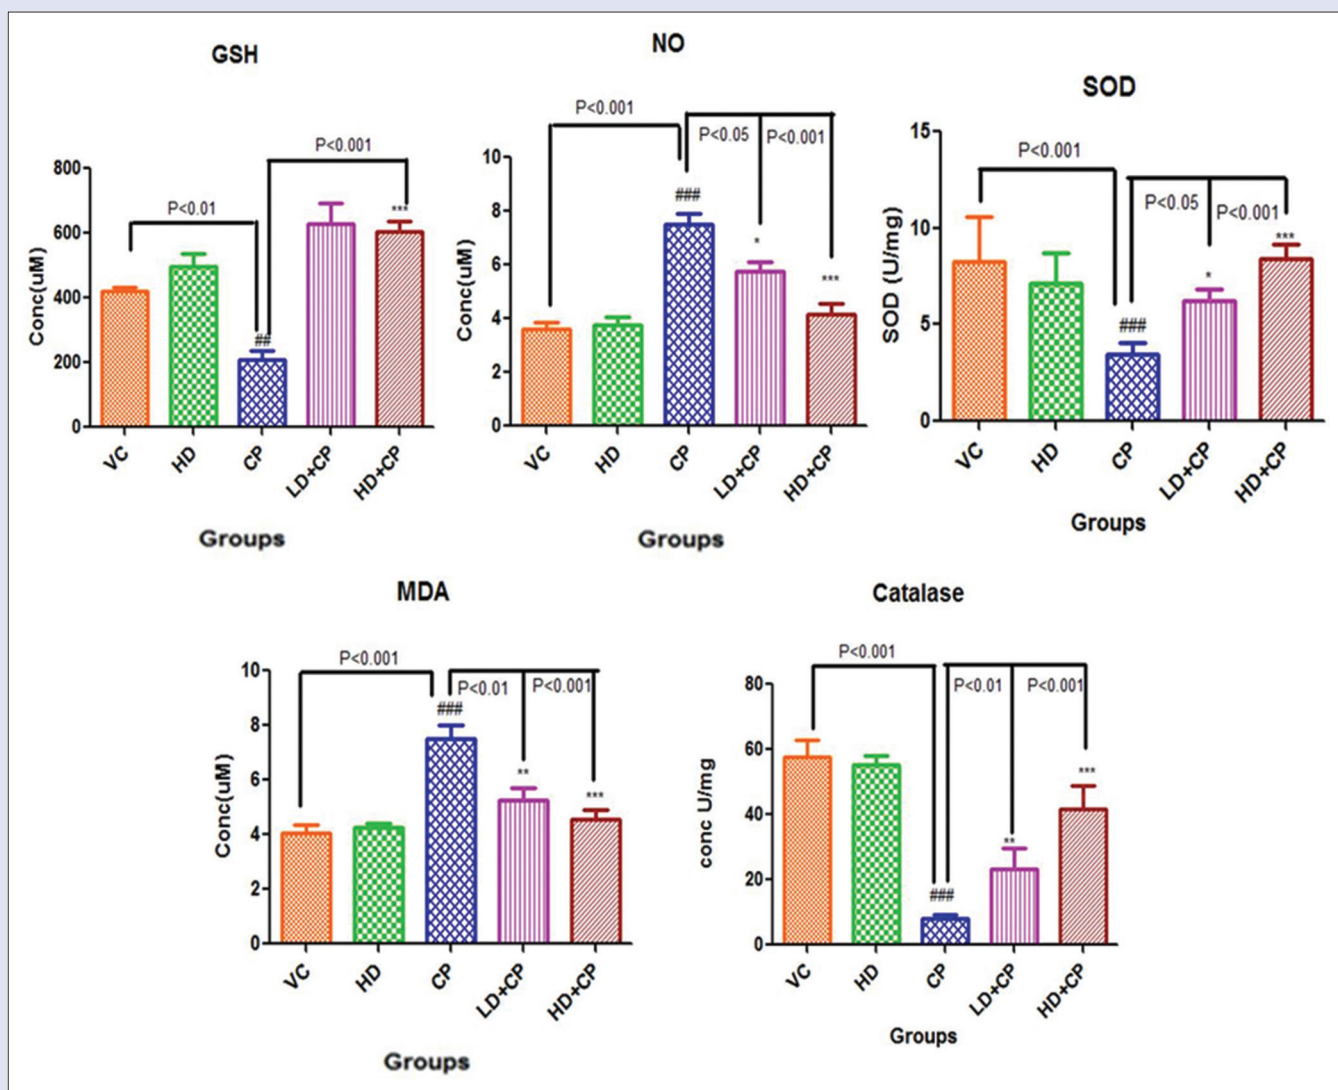 GSH
P<0.001
P<0.01
800
600
400
200
0
Conc(uM)
##
***
VC
HD
CP
LD+CP
HD+CP
Groups
NO
P<0.001
P<0.05
P<0.001
10
8
6
4
2
0
Conc(uM)
###
*
***
VC
HD
CP
LD+CP
HD+CP
Groups
SOD
P<0.001
P<0.05
P<0.001
15
10
5
0
SOD (U/mg)
###
*
***
VC
HD
CP
LD+CP
HD+CP
Groups
MDA
P<0.001
P<0.01
P<0.001
10
8
6
4
2
0
Conc(uM)
###
**
***
VC
HD
CP
LD+CP
HD+CP
Groups
Catalase
P<0.001
P<0.01
P<0.001
80
60
40
20
0
conc U/mg
###
**
***
VC
HD
CP
LD+CP
HD+CP
Groups